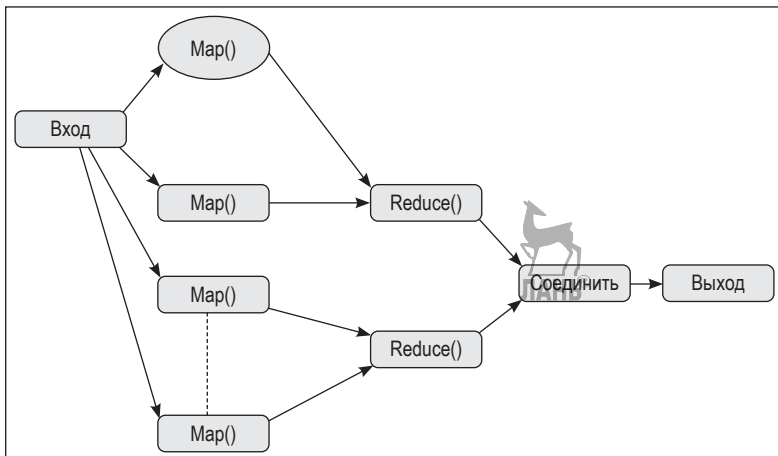 Map()
Вход
Map()
Reduce()
Map()
Соединить
ЛАНЬ®
Выход
Reduce()
Map()